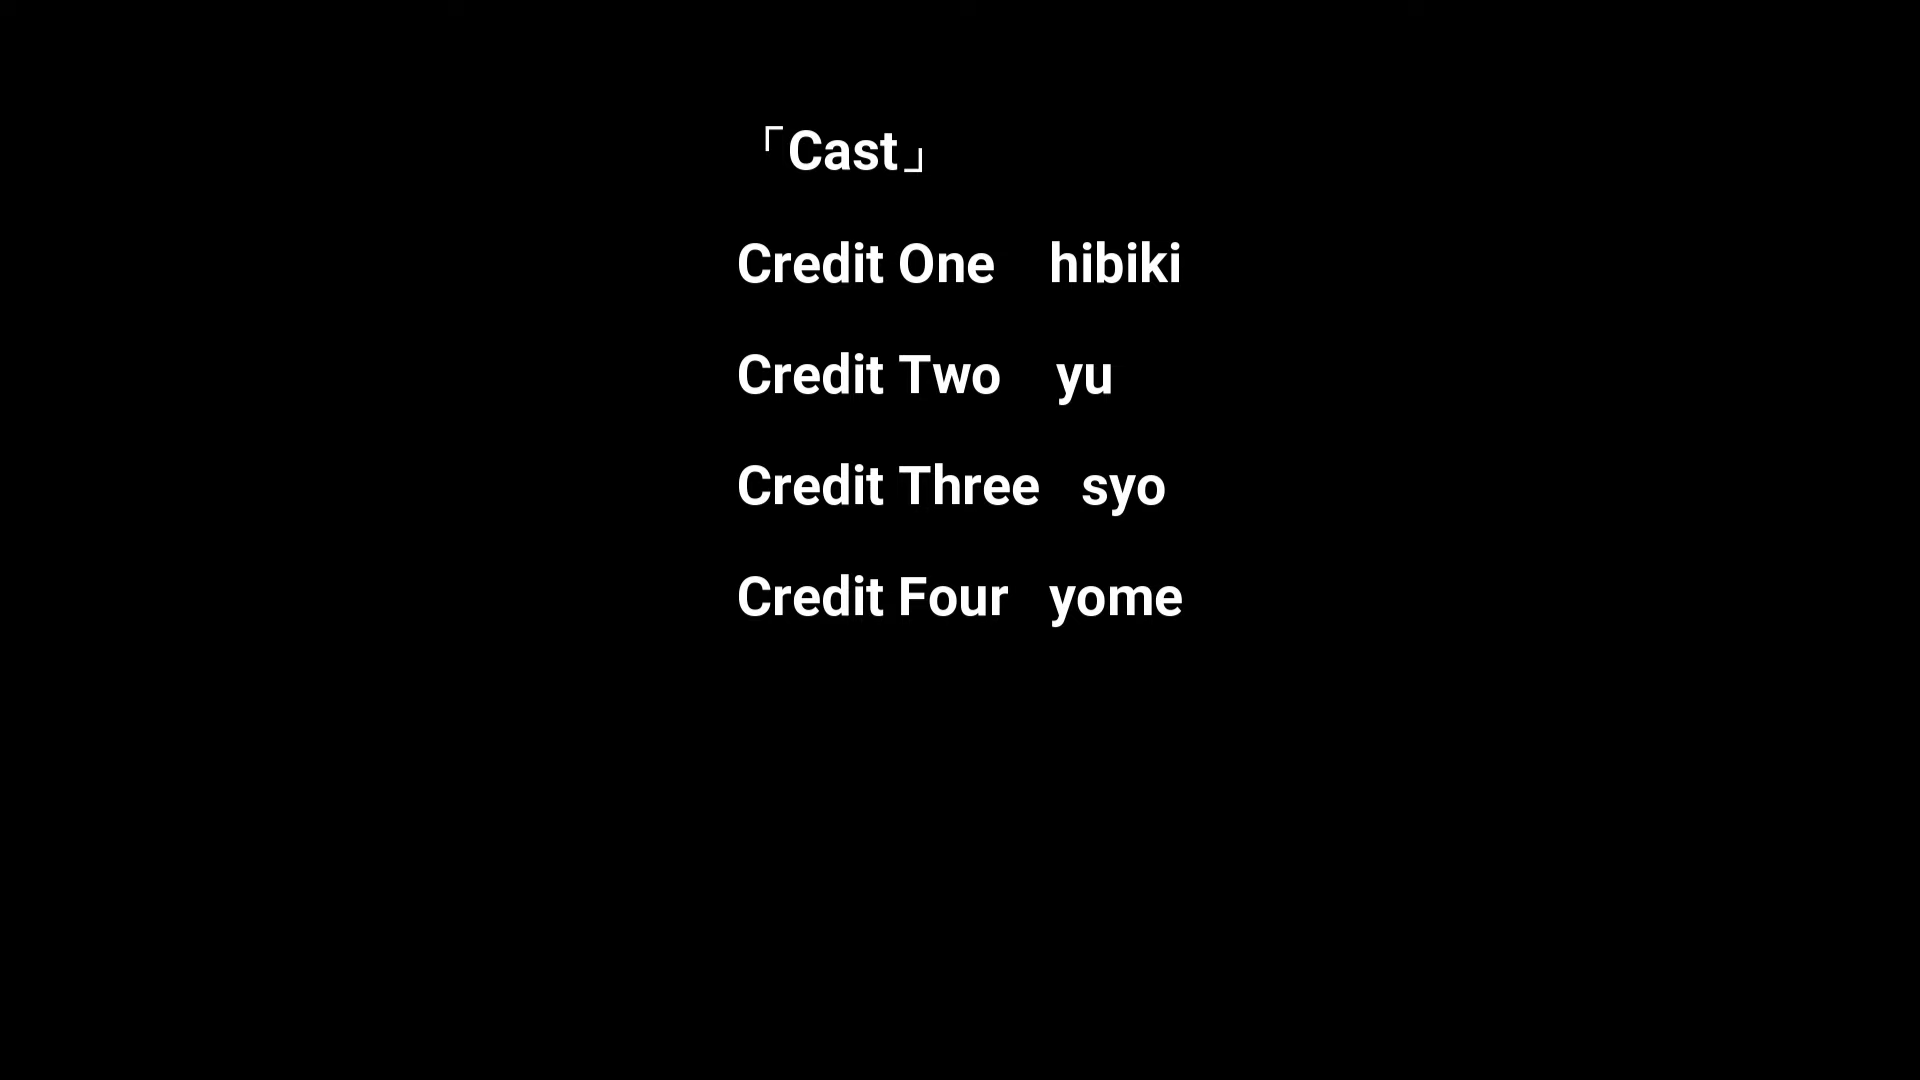 「Cast」
Credit One hibiki
Credit Two yu
Credit Three syo
Credit Four yome